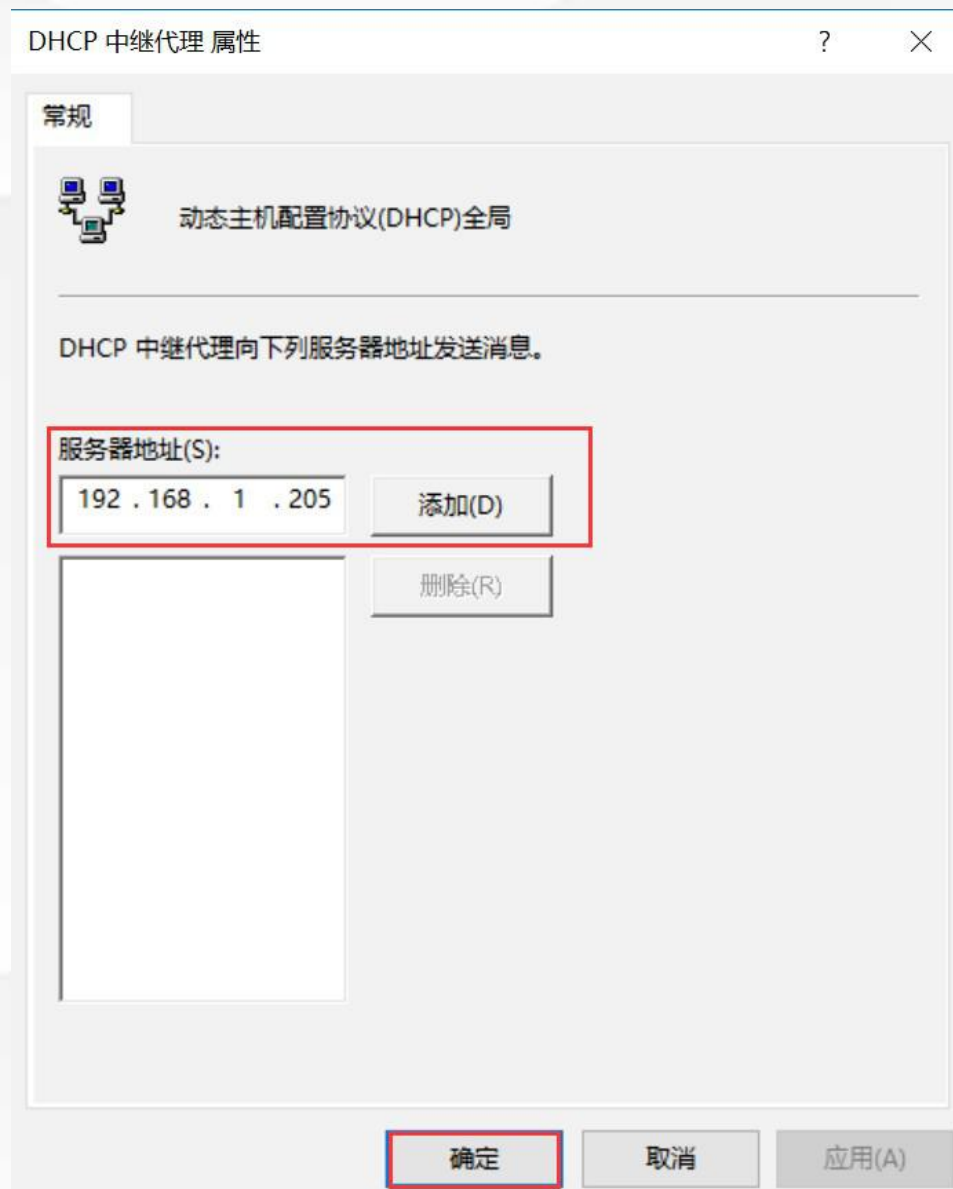 DHCP 中继代理 属性
常规
动态主机配置协议(DHCP)全局
DHCP 中继代理向下列服务器地址发送消息。
服务器地址(S):
192 . 168 . 1 . 205
添加(D)
删除(R)
确定
取消
应用(A)